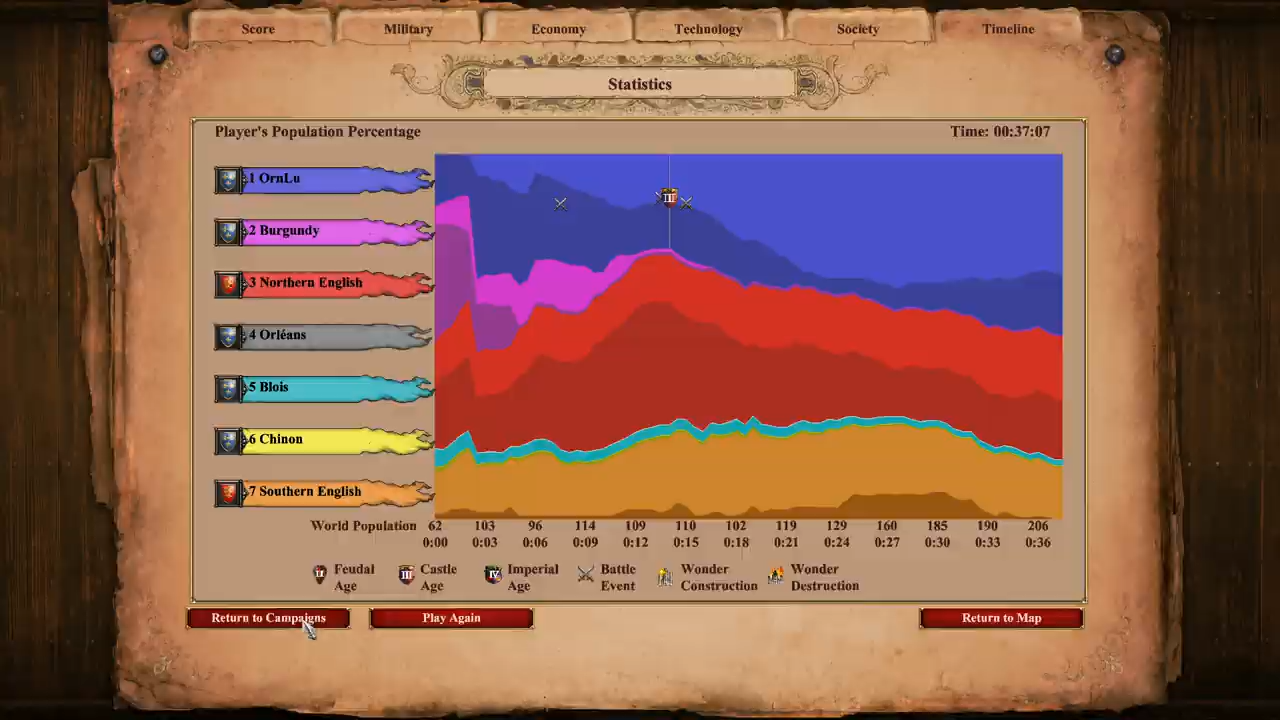 Score Military Economy Technology Society Timeline
Statistics
Player's Population Percentage Time: 00:37:07
1 OrnLu
2 Burgundy
3 Northern English
4 Orléans
5 Blois
6 Chinon
7 Southern English
III
World Population 62 103 96 114 109 110 102 119 129 160 185 190 206
0:00 0:03 0:06 0:09 0:12 0:15 0:18 0:21 0:24 0:27 0:30 0:33 0:36
II Feudal Age
III Castle Age
IV Imperial Age
Battle Event
Wonder Construction
Wonder Destruction
Return to Campaigns Play Again Return to Map